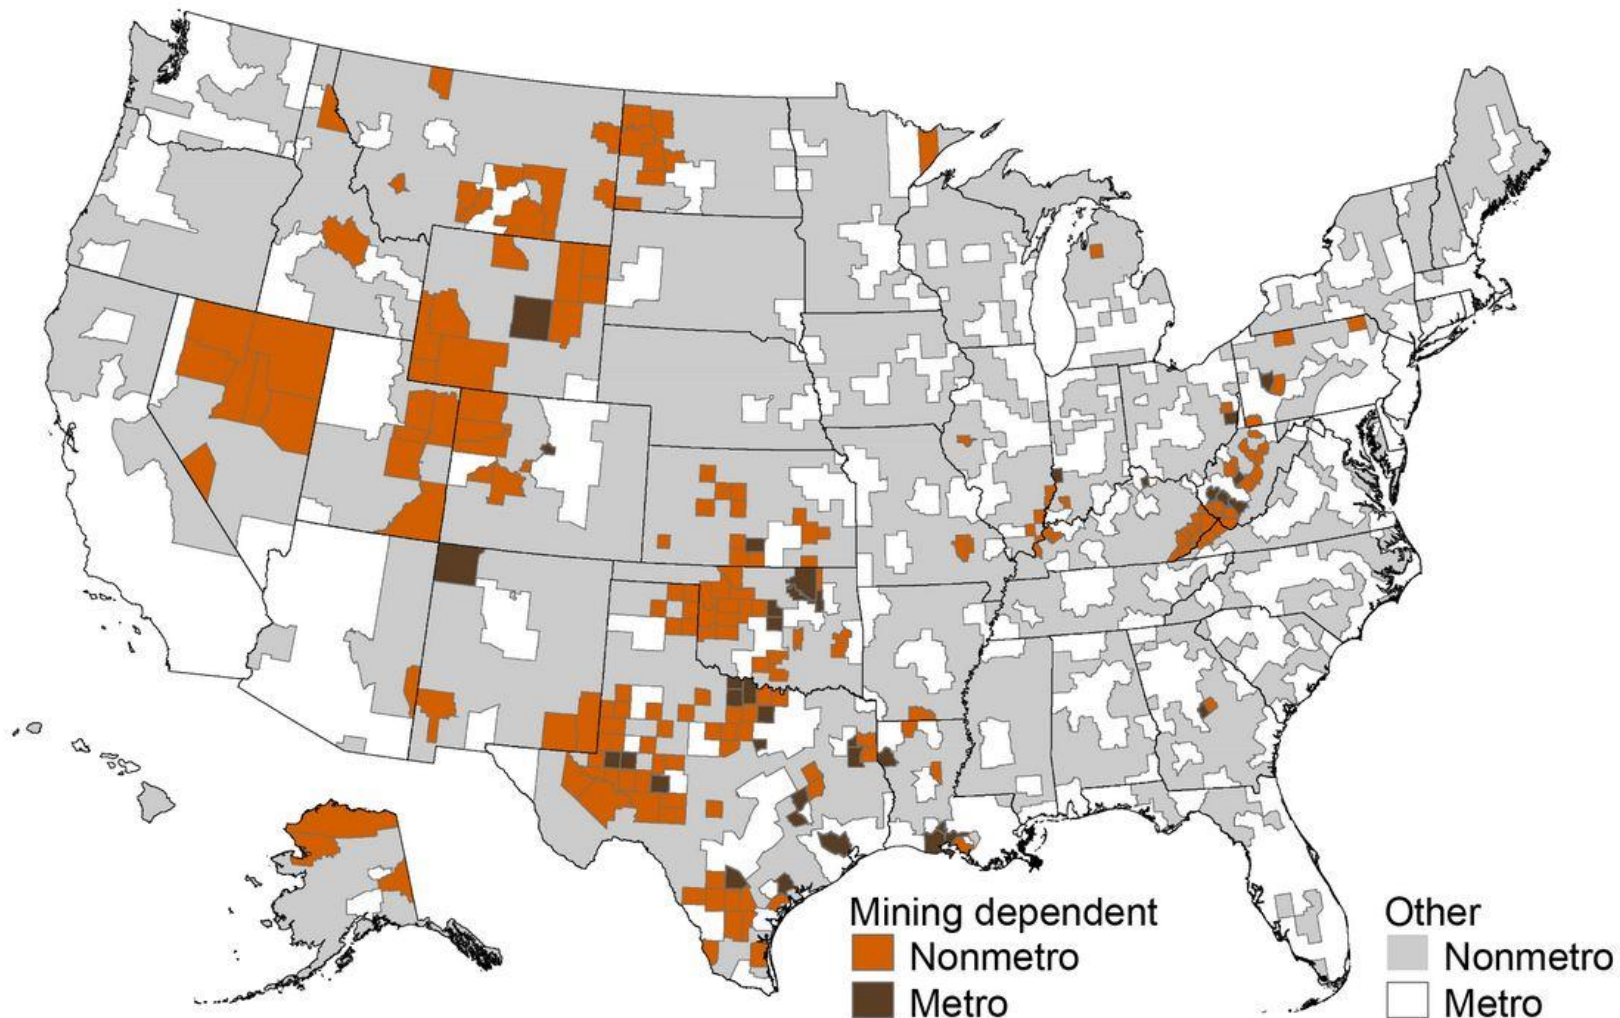 Mining dependent
Nonmetro
Metro
Other
Nonmetro
Metro